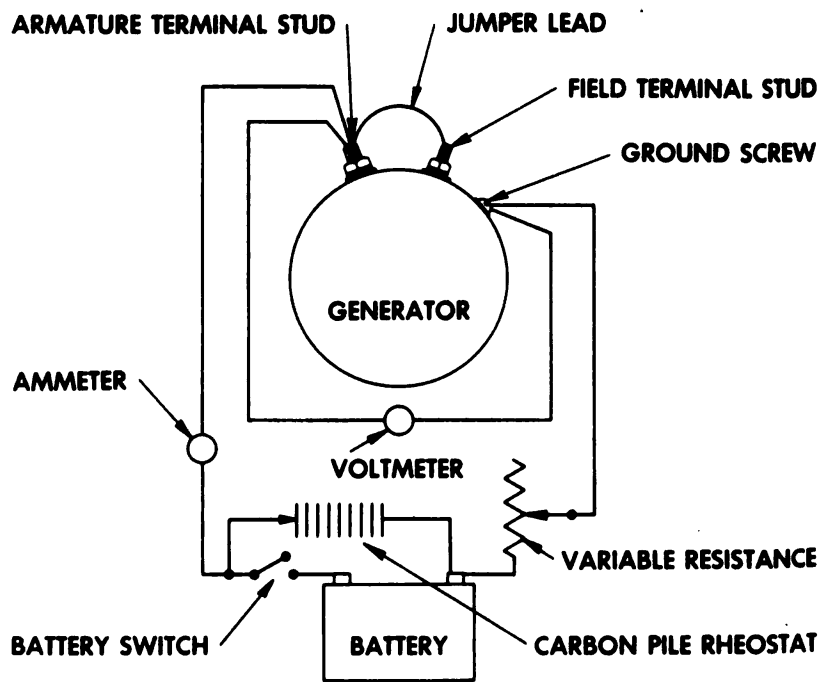 ARMATURE TERMINAL STUD
JUMPER LEAD
FIELD TERMINAL STUD
GROUND SCREW
GENERATOR
AMMETER
VOLTMETER
VARIABLE RESISTANCE
BATTERY SWITCH
BATTERY
CARBON PILE RHEOSTAT